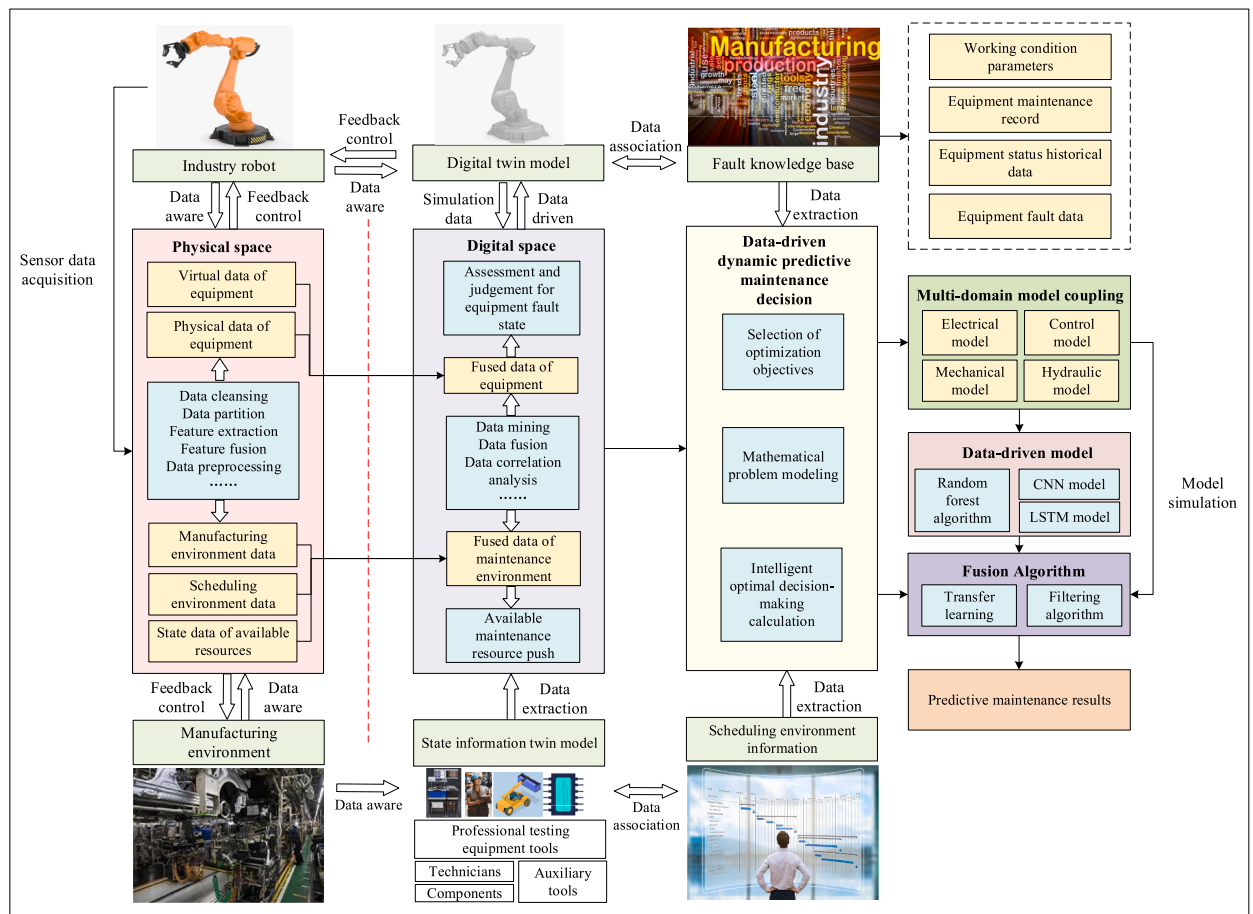 Manufacturing
production
industry
tools
free
market
economy
growth
may
products
Working condition
parameters
Equipment maintenance
record
Equipment status historical
data
Equipment fault data
Industry robot
Feedback
control
Data
aware
Digital twin model
Data
association
Fault knowledge base
Data
aware
Feedback
control
Simulation
data
Data
driven
Data
extraction
Sensor data
acquisition
Physical space
Virtual data of
equipment
Physical data of
equipment
Data cleansing
Data partition
Feature extraction
Feature fusion
Data preprocessing
……
Manufacturing
environment data
Scheduling
environment data
State data of available
resources
Digital space
Assessment and
judgement for
equipment fault
state
Fused data of
equipment
Data mining
Data fusion
Data correlation
analysis
……
Fused data of
maintenance
environment
Available
maintenance
resource push
Data-driven
dynamic predictive
maintenance
decision
Selection of
optimization
objectives
Mathematical
problem modeling
Intelligent
optimal decision-
making
calculation
Multi-domain model coupling
Electrical
model
Control
model
Mechanical
model
Hydraulic
model
Data-driven model
Random
forest
algorithm
CNN model
LSTM model
Model
simulation
Fusion Algorithm
Transfer
learning
Filtering
algorithm
Predictive maintenance
results
Feedback
control
Data
aware
Data
extraction
Data
extraction
Manufacturing
environment
State information twin model
Scheduling environment
information
Data aware
Data
association
Professional testing
equipment tools
Technicians
Components
Auxiliary
tools